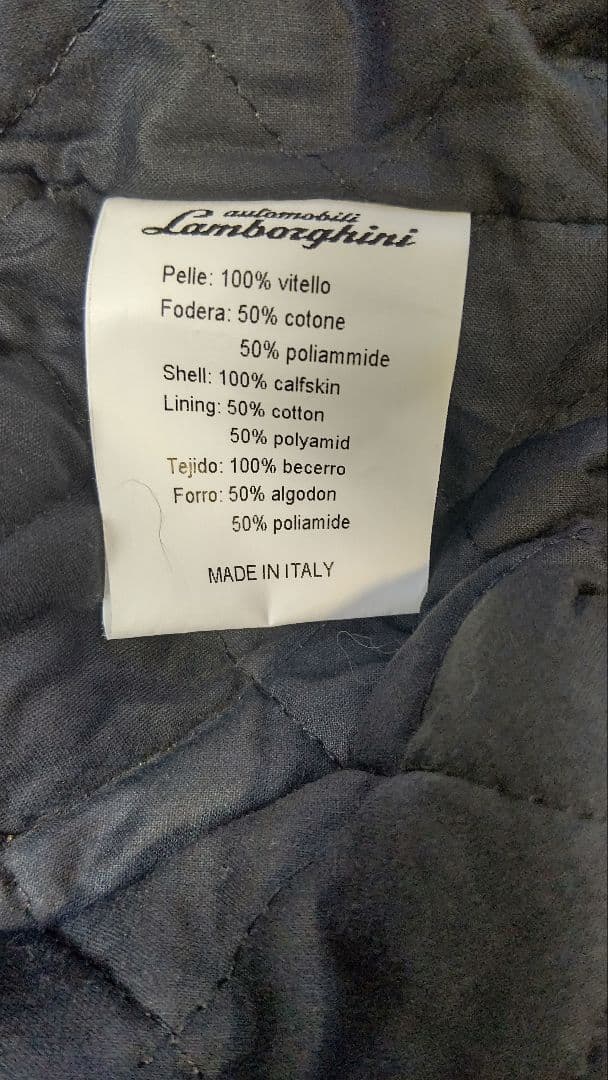 automobili
Lamborghini
Pelle: 100% vitello
Fodera: 50% cotone
50% poliammide
Shell: 100% calfskin
Lining: 50% cotton
50% polyamid
Tejido: 100% becerro
Forro: 50% algodon
50% poliamide
MADE IN ITALY